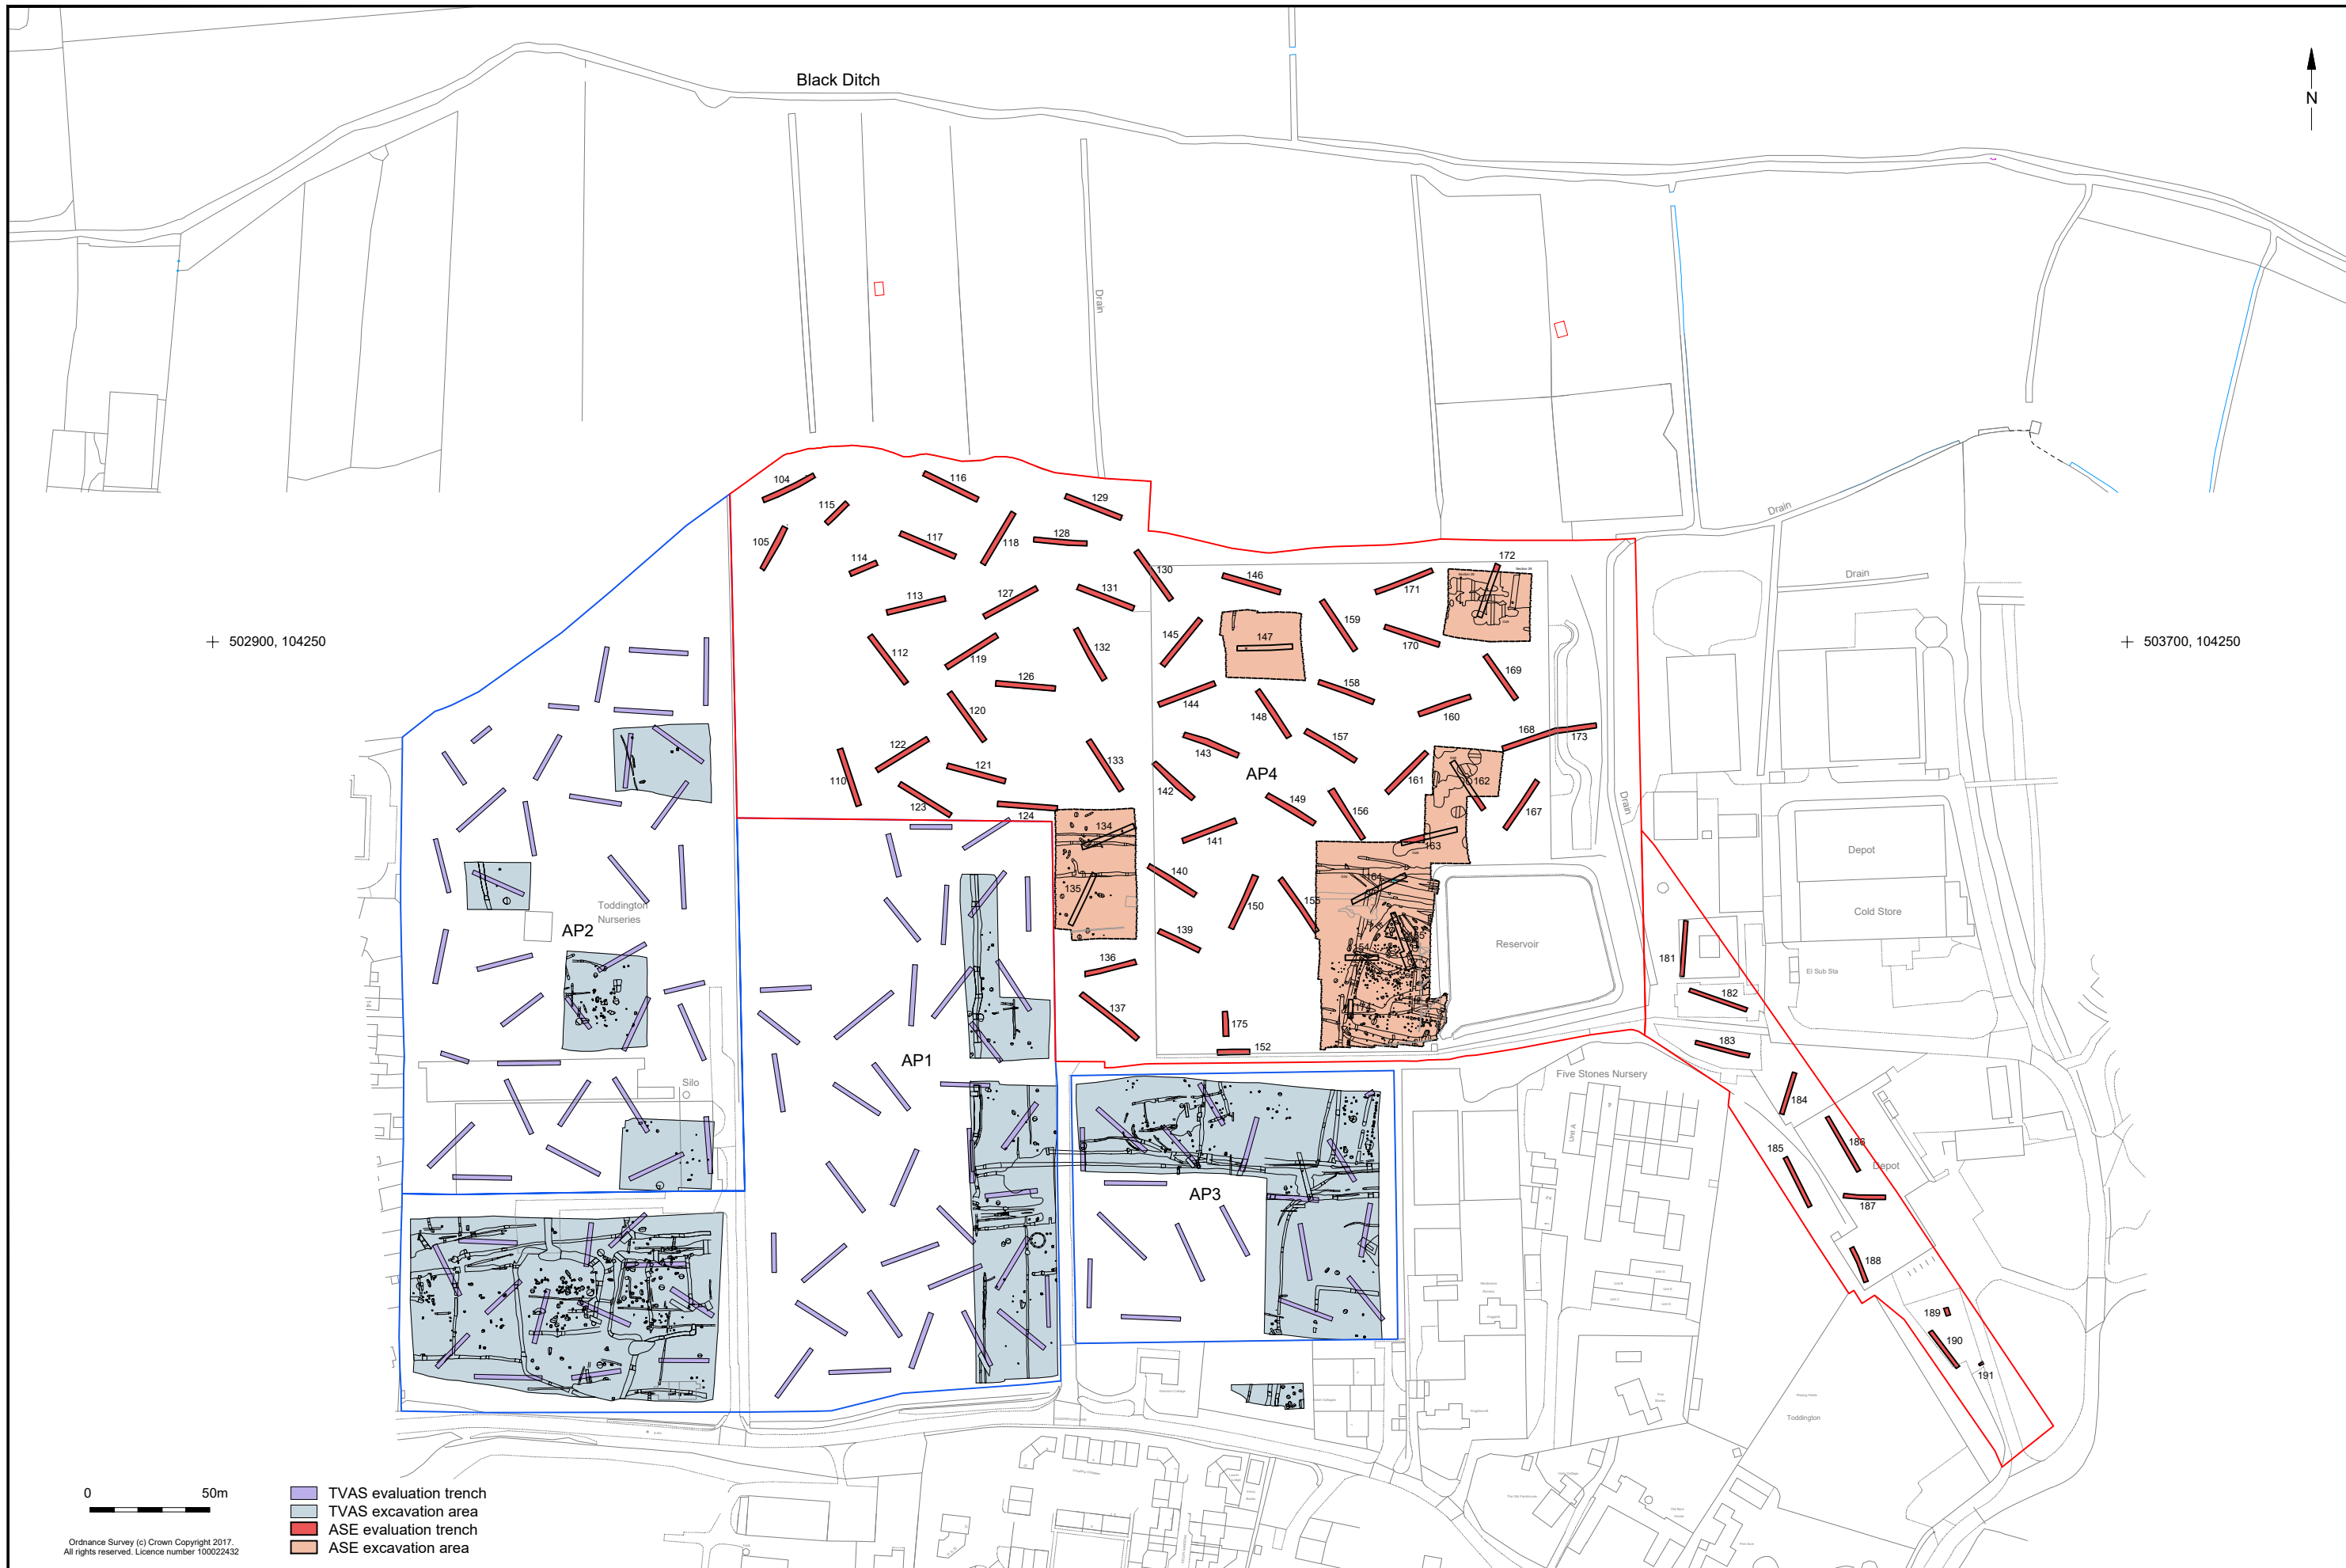 Black Ditch
N
Drain
104
116
115
129
105
117
118
128
Drain
114
130
172
146
171
Drain
113
127
131
159
147
145
170
502900, 104250
503700, 104250
112
119
132
169
126
158
144
148
160
120
168
173
122
143
157
121
133
AP4
110
161
162
142
123
149
156
167
Drain
124
134
141
163
Depot
140
164
135
Toddington
Nurseries
150
155
Cold Store
AP2
139
Reservoir
154
181
136
El Sub Sta
182
137
175
152
183
AP1
Five Stones Nursery
Silo
184
Unit A
186
185
Depot
AP3
187
188
189
190
191
Toddington
0 50m
TVAS evaluation trench
TVAS excavation area
ASE evaluation trench
ASE excavation area
Ordnance Survey (c) Crown Copyright 2017.
All rights reserved. Licence number 100022432